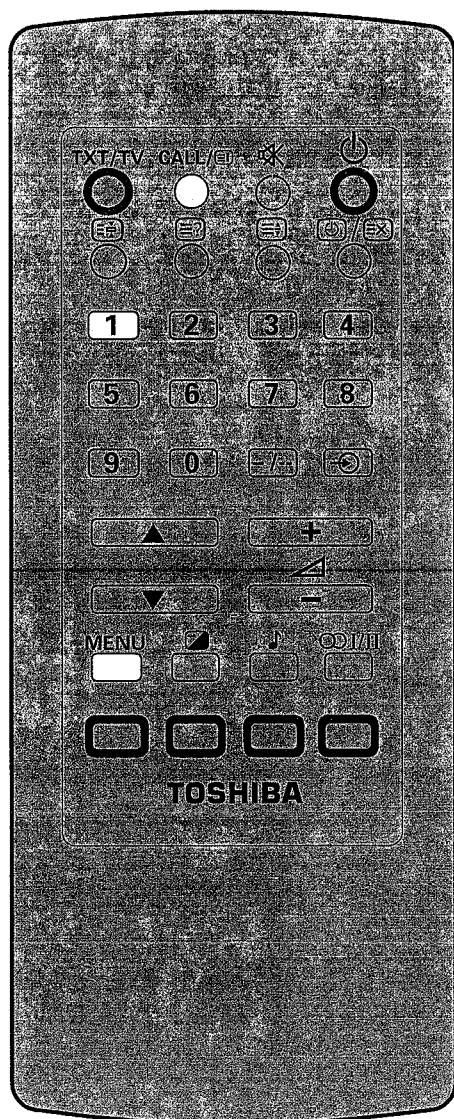 TXT/TV CALL/
1 2 3 4
5 6 7 8
9 0 -/--
+
−
MENU I/II
TOSHIBA